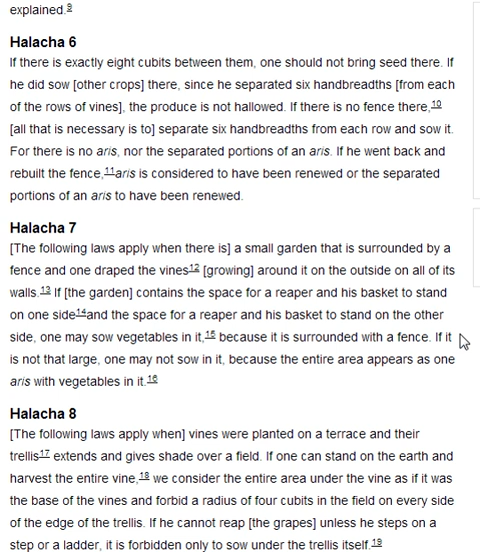 explained.9
Halacha 6
If there is exactly eight cubits between them, one should not bring seed there. If
he did sow [other crops] there, since he separated six handbreadths [from each
of the rows of vines], the produce is not hallowed. If there is no fence there,10
[all that is necessary is to] separate six handbreadths from each row and sow it.
For there is no aris, nor the separated portions of an aris. If he went back and
rebuilt the fence,11aris is considered to have been renewed or the separated
portions of an aris to have been renewed.
Halacha 7
[The following laws apply when there is] a small garden that is surrounded by a
fence and one draped the vines12 [growing] around it on the outside on all of its
walls.13 If [the garden] contains the space for a reaper and his basket to stand
on one side14and the space for a reaper and his basket to stand on the other
side, one may sow vegetables in it,15 because it is surrounded with a fence. If it
is not that large, one may not sow in it, because the entire area appears as one
aris with vegetables in it.16
Halacha 8
[The following laws apply when] vines were planted on a terrace and their
trellis17 extends and gives shade over a field. If one can stand on the earth and
harvest the entire vine,18 we consider the entire area under the vine as if it was
the base of the vines and forbid a radius of four cubits in the field on every side
of the edge of the trellis. If he cannot reap [the grapes] unless he steps on a
step or a ladder, it is forbidden only to sow under the trellis itself.19